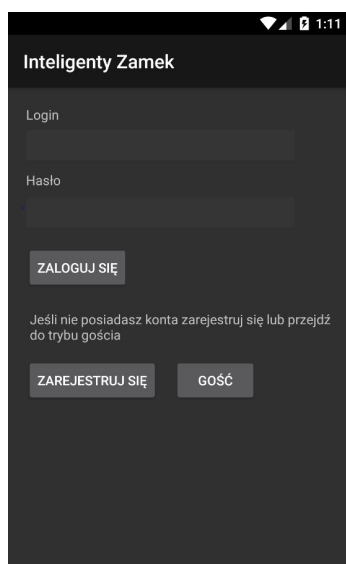 1:11
Inteligenty Zamek
Login
Hasło
ZALOGUJ SIĘ
Jeśli nie posiadasz konta zarejestruj się lub przejdź
do trybu gościa
ZAREJESTRUJ SIĘ GOŚĆ